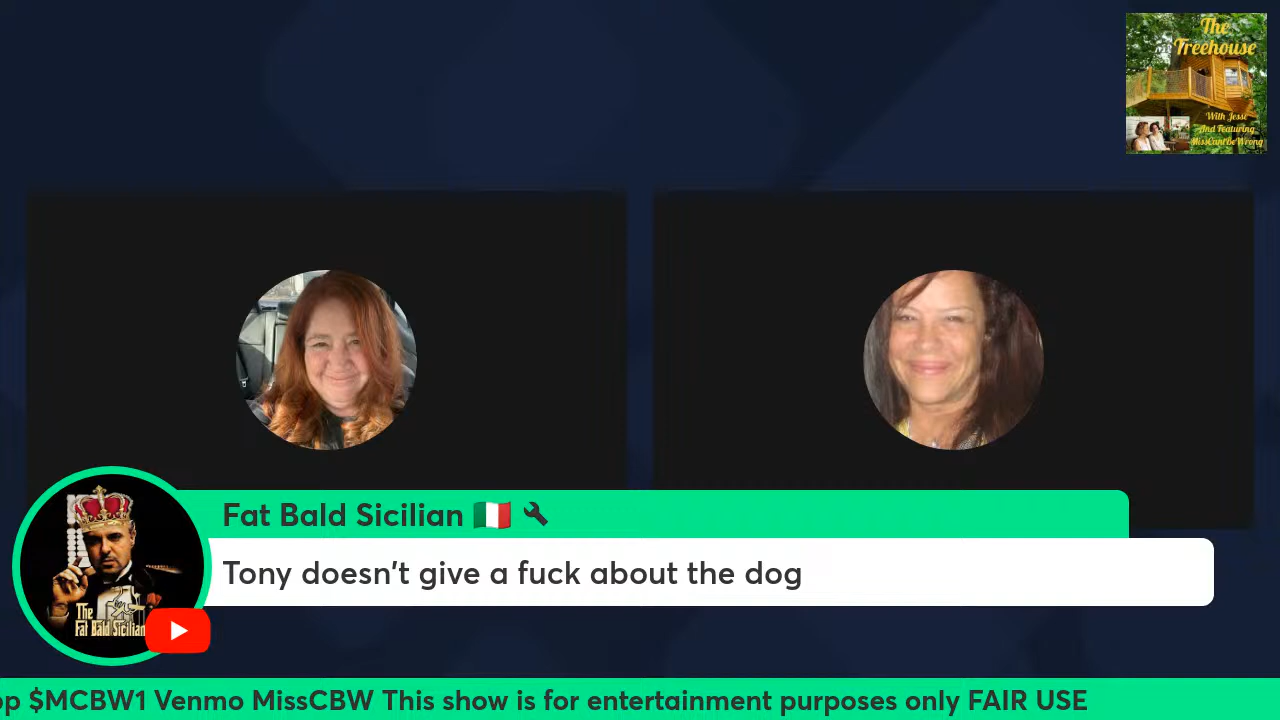 The
Treehouse
With Jesse
And Featuring
MissCantBeWrong
Fat Bald Sicilian 🇮🇹 🔧
Tony doesn't give a fuck about the dog
The
Fat Bald Sicilian
pp $MCBW1 Venmo MissCBW This show is for entertainment purposes only FAIR USE